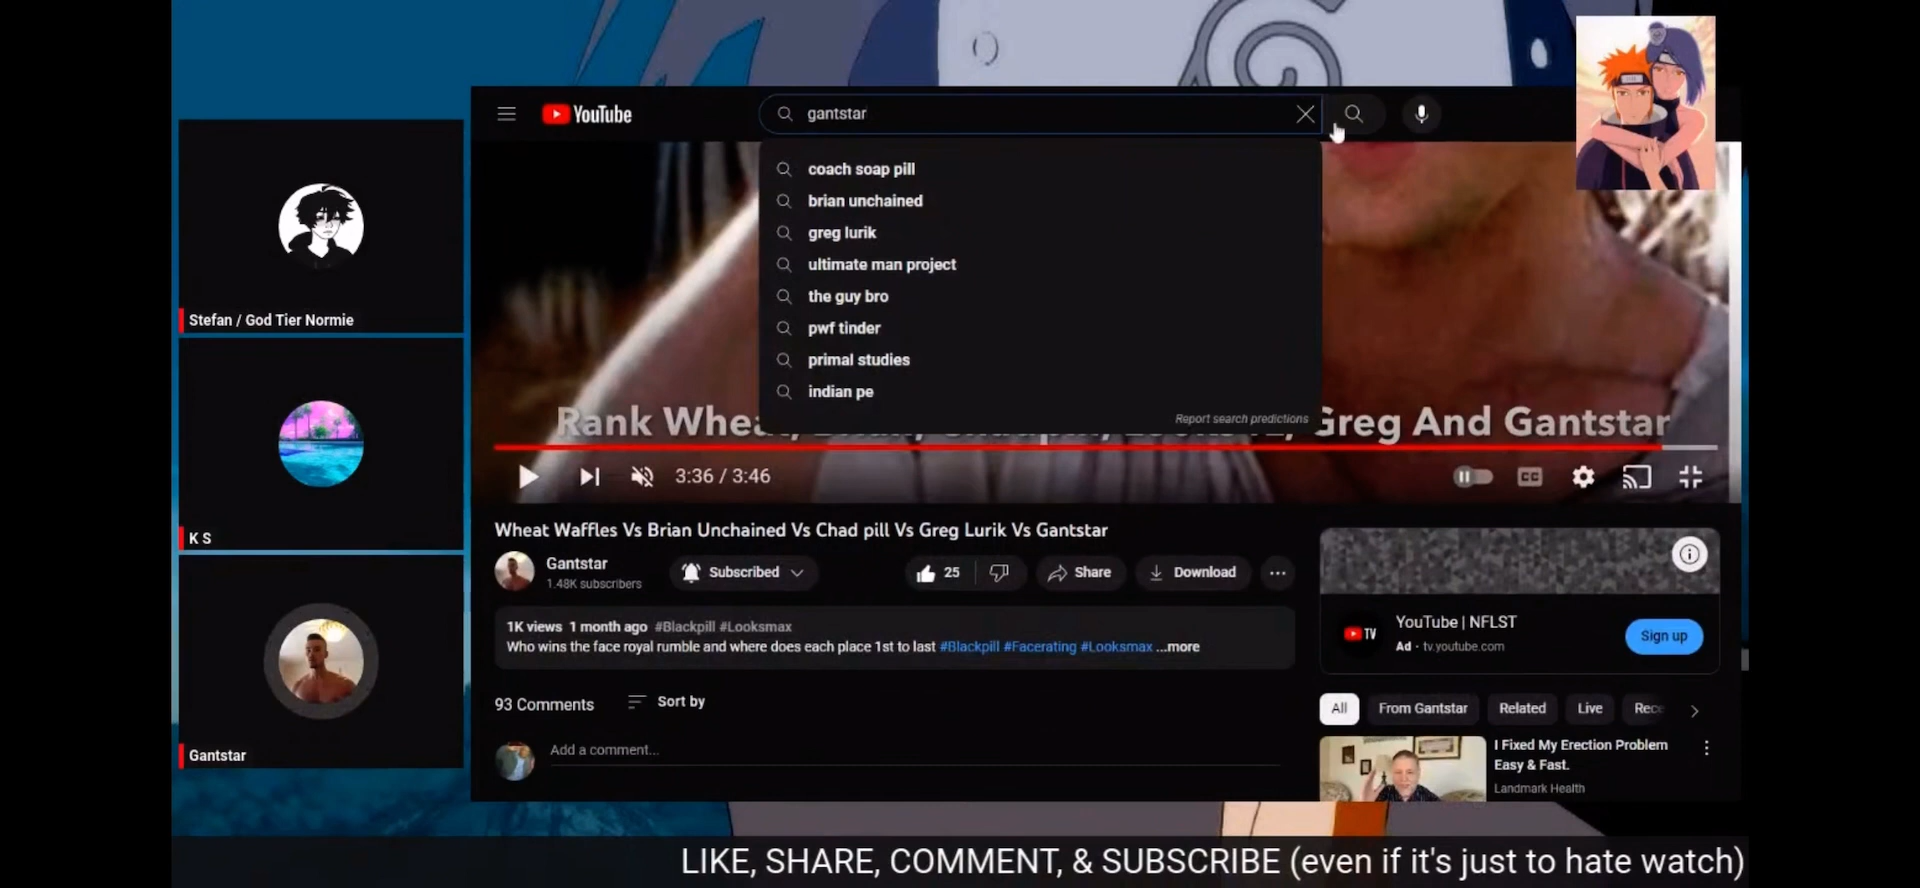 YouTube
gantstar
coach soap pill
brian unchained
greg lurik
ultimate man project
the guy bro
pwf tinder
primal studies
indian pe
Report search predictions
Rank Whea
Greg And Gantstar
3:36 / 3:46
CC
Stefan / God Tier Normie
K S
Gantstar
Wheat Waffles Vs Brian Unchained Vs Chad pill Vs Greg Lurik Vs Gantstar
Gantstar
1.48K subscribers
Subscribed
25
Share
Download
1K views 1 month ago #Blackpill #Looksmax
Who wins the face royal rumble and where does each place 1st to last #Blackpill #Facerating #Looksmax ...more
93 Comments
Sort by
Add a comment...
TV
YouTube | NFLST
Ad · tv.youtube.com
Sign up
All
From Gantstar
Related
Live
Rece
I Fixed My Erection Problem
Easy & Fast.
Landmark Health
LIKE, SHARE, COMMENT, & SUBSCRIBE (even if it's just to hate watch)